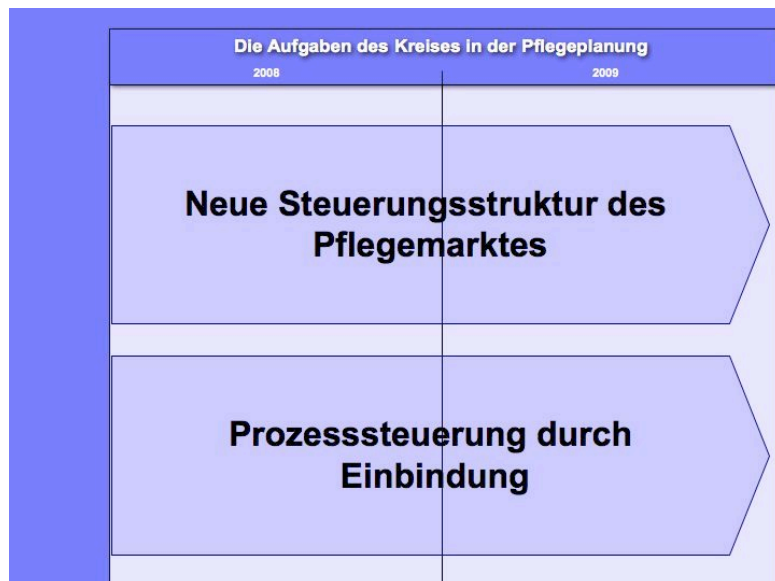 Die Aufgaben des Kreises in der Pflegeplanung
2008 2009
Neue Steuerungsstruktur des
Pflegemarktes
Prozesssteuerung durch
Einbindung